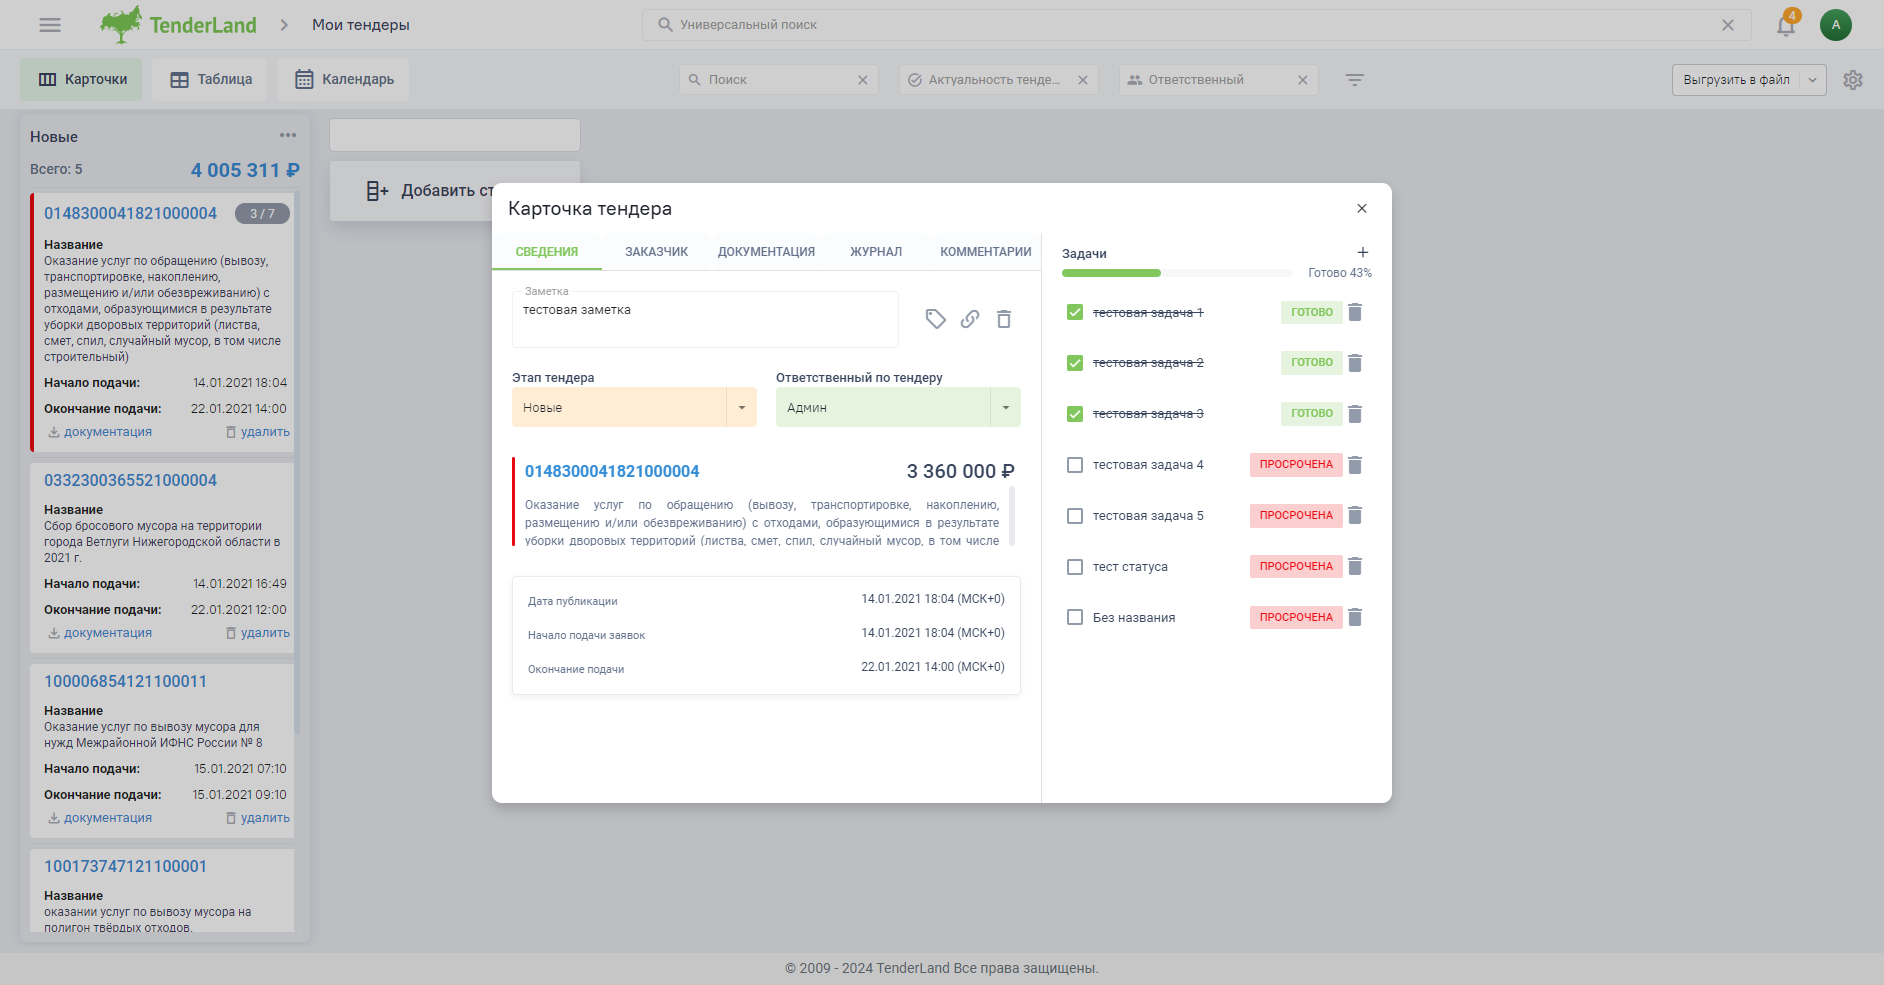 TenderLand
Мои тендеры
Универсальный поиск
4
А
Карточки
Таблица
Календарь
Поиск
Актуальность тенде...
Ответственный
Выгрузить в файл
Новые
Всего: 5
4 005 311 ₽
0148300041821000004
3 / 7
Название
Оказание услуг по обращению (вывозу,
транспортировке, накоплению,
размещению и/или обезвреживанию) с
отходами, образующимися в результате
уборки дворовых территорий (листва,
смет, спил, случайный мусор, в том числе
строительный)
Начало подачи: 14.01.2021 18:04
Окончание подачи: 22.01.2021 14:00
документация
удалить
0332300365521000004
Название
Сбор бросового мусора на территории
города Ветлуги Нижегородской области в
2021 г.
Начало подачи: 14.01.2021 16:49
Окончание подачи: 22.01.2021 12:00
документация
удалить
100006854121100011
Название
Оказание услуг по вывозу мусора для
нужд Межрайонной ИФНС России № 8
Начало подачи: 15.01.2021 07:10
Окончание подачи: 15.01.2021 09:10
документация
удалить
100173747121100001
Название
оказании услуг по вывозу мусора на
полигон твёрдых отходов.
Добавить ст
Карточка тендера
СВЕДЕНИЯ
ЗАКАЗЧИК
ДОКУМЕНТАЦИЯ
ЖУРНАЛ
КОММЕНТАРИИ
Заметка
тестовая заметка
Этап тендера
Новые
Ответственный по тендеру
Админ
0148300041821000004
3 360 000 ₽
Оказание услуг по обращению (вывозу, транспортировке, накоплению,
размещению и/или обезвреживанию) с отходами, образующимися в результате
уборки дворовых территорий (листва, смет, спил, случайный мусор, в том числе
Дата публикации 14.01.2021 18:04 (МСК+0)
Начало подачи заявок 14.01.2021 18:04 (МСК+0)
Окончание подачи 22.01.2021 14:00 (МСК+0)
Задачи
Готово 43%
тестовая задача 1 ГОТОВО
тестовая задача 2 ГОТОВО
тестовая задача 3 ГОТОВО
тестовая задача 4 ПРОСРОЧЕНА
тестовая задача 5 ПРОСРОЧЕНА
тест статуса ПРОСРОЧЕНА
Без названия ПРОСРОЧЕНА
© 2009 - 2024 TenderLand Все права защищены.